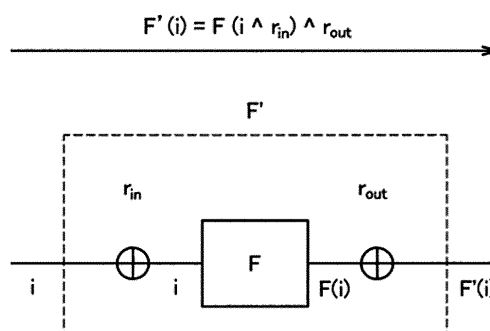 F'(i) = F (i ^ r_in) ^ r_out
F'
r_in r_out
F
i i F(i) F'(i)